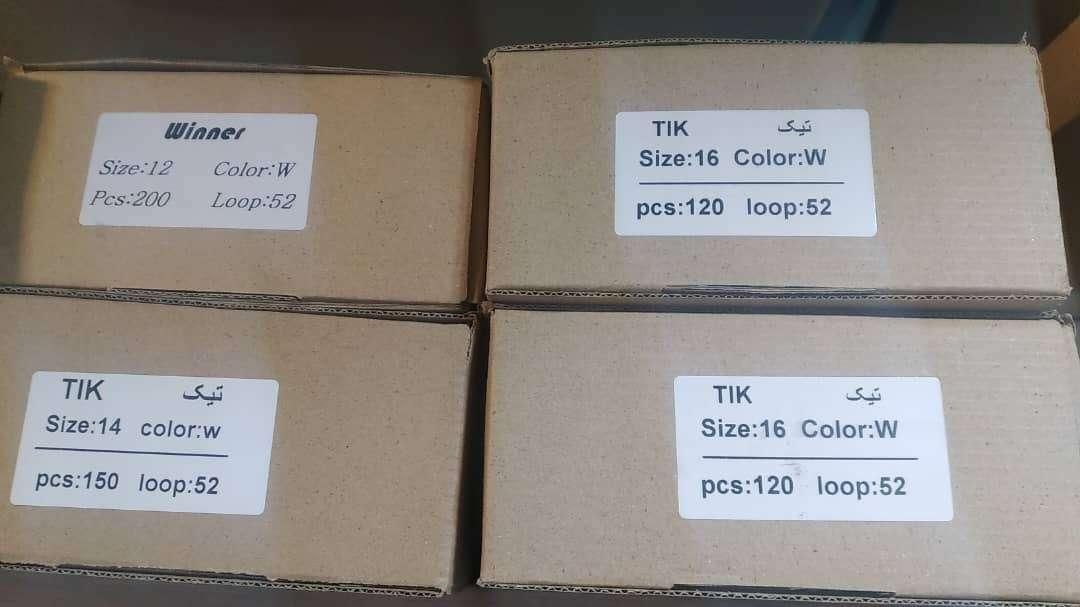 Winner
Size:12 Color:W
Pcs:200 Loop:52
TIK تیک
Size:16 Color:W
pcs:120 loop:52
TIK تیک
Size:14 color:w
pcs:150 loop:52
TIK تیک
Size:16 Color:W
pcs:120 loop:52